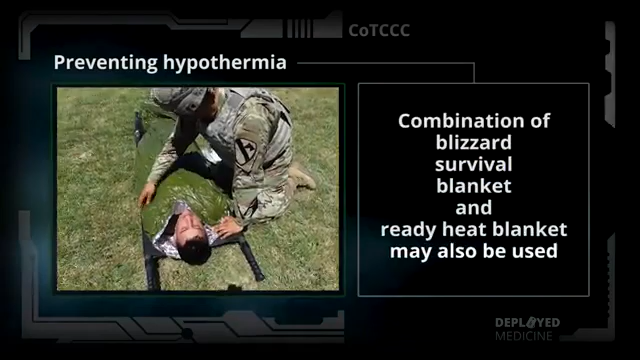 CoTCCC
Preventing hypothermia
Combination of
blizzard
survival
blanket
and
ready heat blanket
may also be used
DEPLOYED
MEDICINE